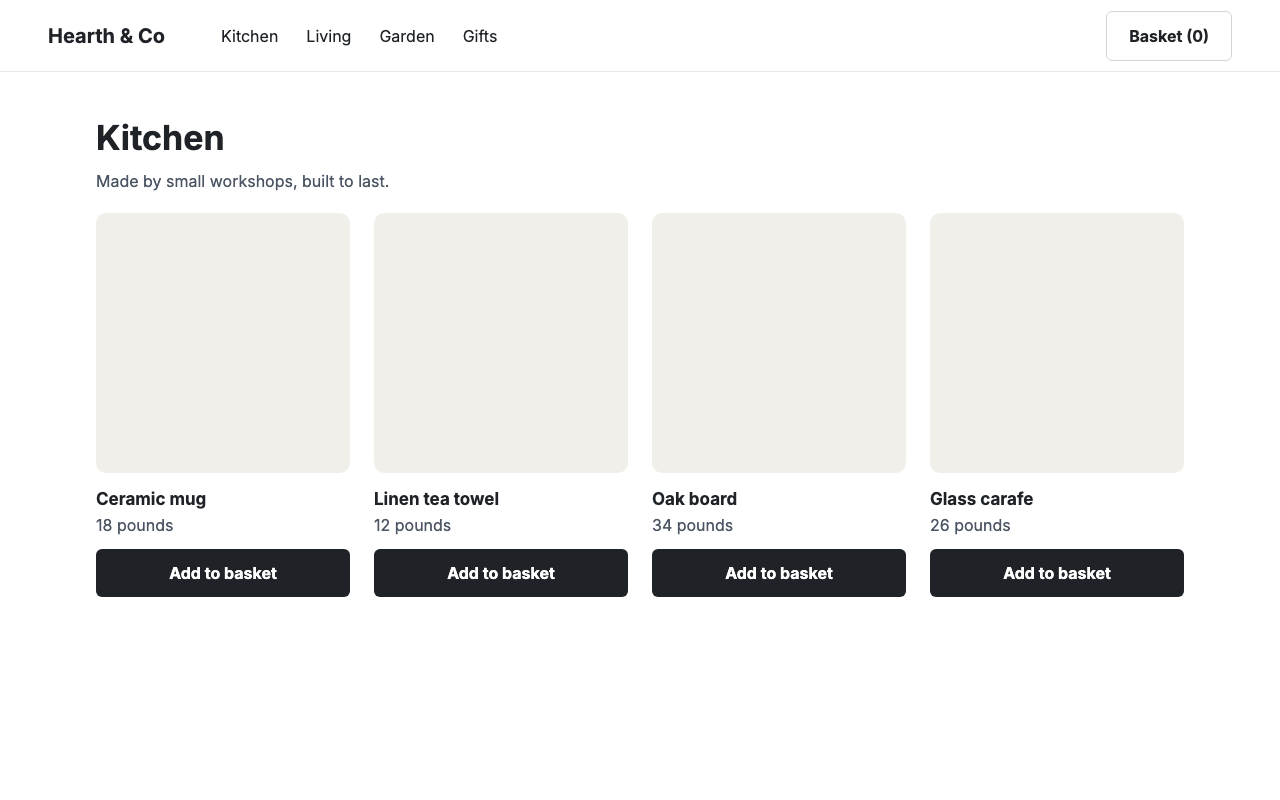 Hearth & Co
Kitchen
Living
Garden
Gifts
Basket (0)
Kitchen
Made by small workshops, built to last.
Ceramic mug
18 pounds
Add to basket
Linen tea towel
12 pounds
Add to basket
Oak board
34 pounds
Add to basket
Glass carafe
26 pounds
Add to basket